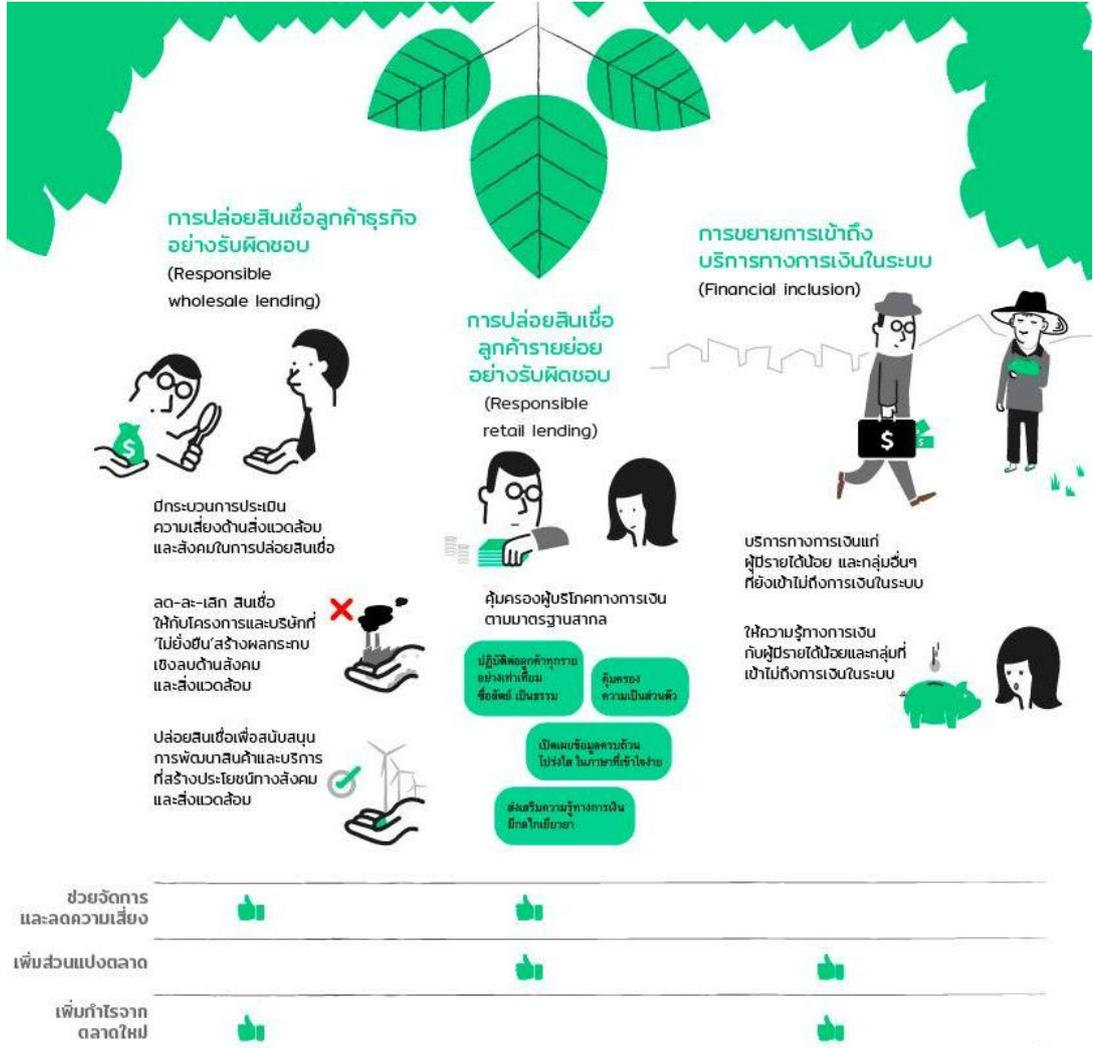 การปล่อยสินเชื่อลูกค้าธุรกิจ
อย่างรับผิดชอบ
(Responsible
wholesale lending)
$
มีกระบวนการประเมิน
ความเสี่ยงด้านสิ่งแวดล้อม
และสังคมในการปล่อยสินเชื่อ
ลด-ละ-เลิก สินเชื่อ
ให้กับโครงการและบริษัทที่
'ไม่ยั่งยืน'สร้างผลกระทบ
เชิงลบด้านสังคม
และสิ่งแวดล้อม
ปล่อยสินเชื่อเพื่อสนับสนุน
การพัฒนาสินค้าและบริการ
ที่สร้างประโยชน์ทางสังคม
และสิ่งแวดล้อม
การปล่อยสินเชื่อ
ลูกค้ารายย่อย
อย่างรับผิดชอบ
(Responsible
retail lending)
คุ้มครองผู้บริโภคทางการเงิน
ตามมาตรฐานสากล
ปฏิบัติต่อลูกค้าทุกราย
อย่างเท่าเทียม
ซื่อสัตย์ เป็นธรรม
คุ้มครอง
ความเป็นส่วนตัว
เปิดเผยข้อมูลครบถ้วน
โปร่งใส ในภาษาที่เข้าใจง่าย
ส่งเสริมความรู้ทางการเงิน
มีกลไกเยียวยา
การขยายการเข้าถึง
บริการทางการเงินในระบบ
(Financial inclusion)
$
บริการทางการเงินแก่
ผู้มีรายได้น้อย และกลุ่มอื่นๆ
ที่ยังเข้าไม่ถึงการเงินในระบบ
ให้ความรู้ทางการเงิน
กับผู้มีรายได้น้อยและกลุ่มที่
เข้าไม่ถึงการเงินในระบบ
ช่วยจัดการ
และลดความเสี่ยง
เพิ่มส่วนแบ่งตลาด
เพิ่มกำไรจาก
ตลาดใหม่